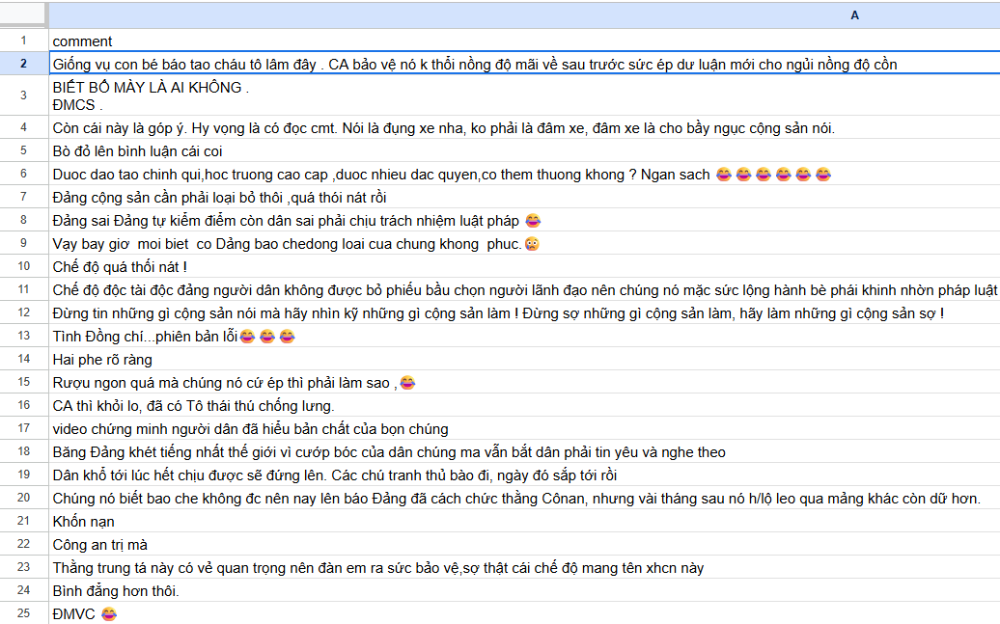 A
1 comment
2 Giống vụ con bé báo tao cháu tô lâm đây . CA bảo vệ nó k thổi nồng độ mãi về sau trước sức ép dư luận mới cho ngủi nồng độ cồn
3 BIẾT BỐ MÀY LÀ AI KHÔNG .
ĐMCS .
4 Còn cái này là góp ý. Hy vọng là có đọc cmt. Nói là đụng xe nha, ko phải là đâm xe, đâm xe là cho bầy ngục cộng sản nói.
5 Bò đỏ lên bình luận cái coi
6 Duoc dao tao chinh qui,hoc truong cao cap ,duoc nhieu dac quyen,co them thuong khong ? Ngan sach 😂😂😂😂😂😂
7 Đảng cộng sản cần phải loại bỏ thôi ,quá thối nát rồi
8 Đảng sai Đảng tự kiểm điểm còn dân sai phải chịu trách nhiệm luật pháp 😂
9 Vạy bay giơ moi biet co Dảng bao chedong loai cua chung khong phuc.😥
10 Chế độ quá thối nát !
11 Chế độ độc tài độc đảng người dân không được bỏ phiếu bầu chọn người lãnh đạo nên chúng nó mặc sức lộng hành bè phái khinh nhờn pháp luật
12 Đừng tin những gì cộng sản nói mà hãy nhìn kỹ những gì cộng sản làm ! Đừng sợ những gì cộng sản làm, hãy làm những gì cộng sản sợ !
13 Tình Đồng chí...phiên bản lỗi😂😂😂
14 Hai phe rõ ràng
15 Rượu ngon quá mà chúng nó cứ ép thì phải làm sao ,😂
16 CA thì khỏi lo, đã có Tô thái thú chống lưng.
17 video chứng minh người dân đã hiểu bản chất của bọn chúng
18 Băng Đảng khét tiếng nhất thế giới vì cướp bóc của dân chúng ma vẫn bắt dân phải tin yêu và nghe theo
19 Dân khổ tới lúc hết chịu được sẽ đứng lên. Các chú tranh thủ bào đi, ngày đó sắp tới rồi
20 Chúng nó biết bao che không đc nên nay lên báo Đảng đã cách chức thằng Cônan, nhưng vài tháng sau nó h/lộ leo qua mảng khác còn dữ hơn.
21 Khốn nạn
22 Công an trị mà
23 Thằng trung tá này có vẻ quan trọng nên đàn em ra sức bảo vệ,sợ thật cái chế độ mang tên xhcn này
24 Bình đẳng hơn thôi.
25 ĐMVC 😂